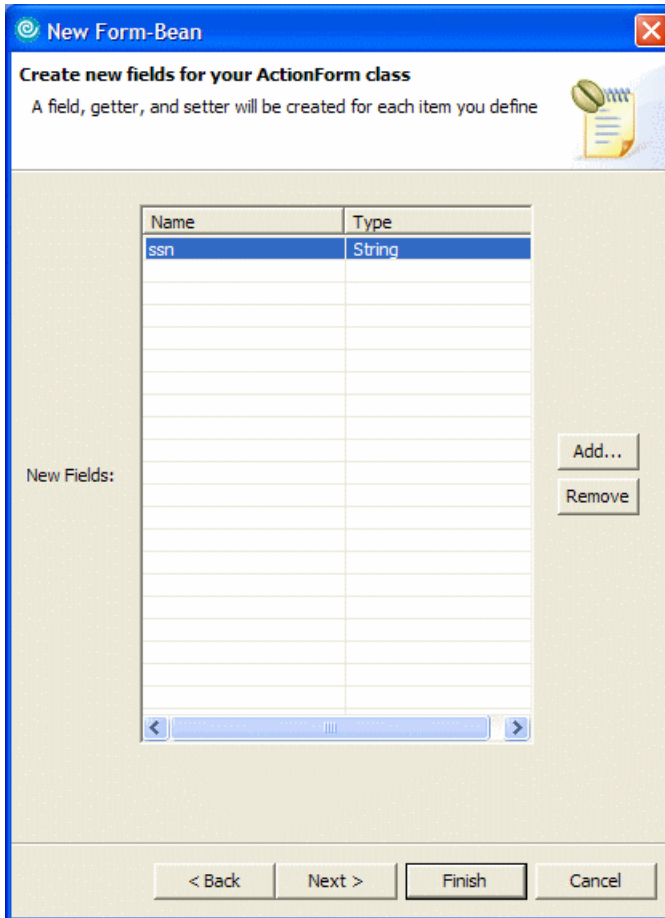 New Form-Bean
Create new fields for your ActionForm class
A field, getter, and setter will be created for each item you define
Name Type
ssn String
New Fields:
Add...
Remove
< Back Next > Finish Cancel